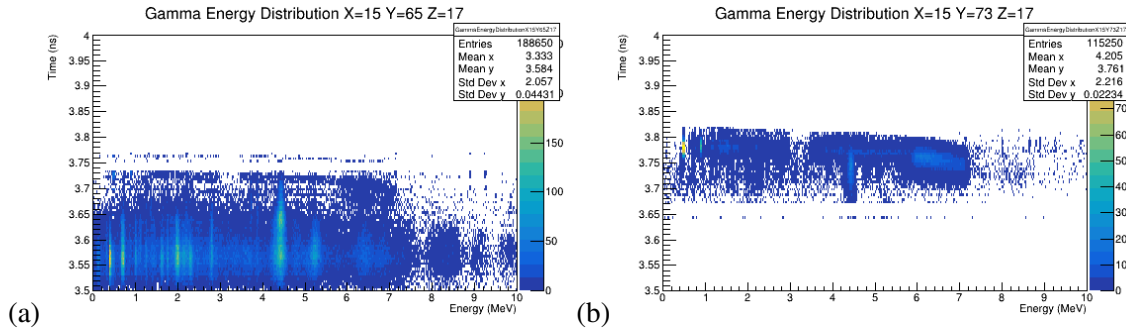 Gamma Energy Distribution X=15 Y=65 Z=17
GammaEnergyDistributionX15Y65Z17
Entries 188650
Mean x 3.333
Mean y 3.584
Std Dev x 2.057
Std Dev y 0.04431
Time (ns)
4
3.95
3.9
3.85
3.8
3.75
3.7
3.65
3.6
3.55
3.5
150
100
50
0
0 1 2 3 4 5 6 7 8 9 10
Energy (MeV)
(a)
Gamma Energy Distribution X=15 Y=73 Z=17
GammaEnergyDistributionX15Y73Z17
Entries 115250
Mean x 4.205
Mean y 3.761
Std Dev x 2.216
Std Dev y 0.02234
Time (ns)
4
3.95
3.9
3.85
3.8
3.75
3.7
3.65
3.6
3.55
3.5
70
60
50
40
30
20
10
0
0 1 2 3 4 5 6 7 8 9 10
Energy (MeV)
(b)